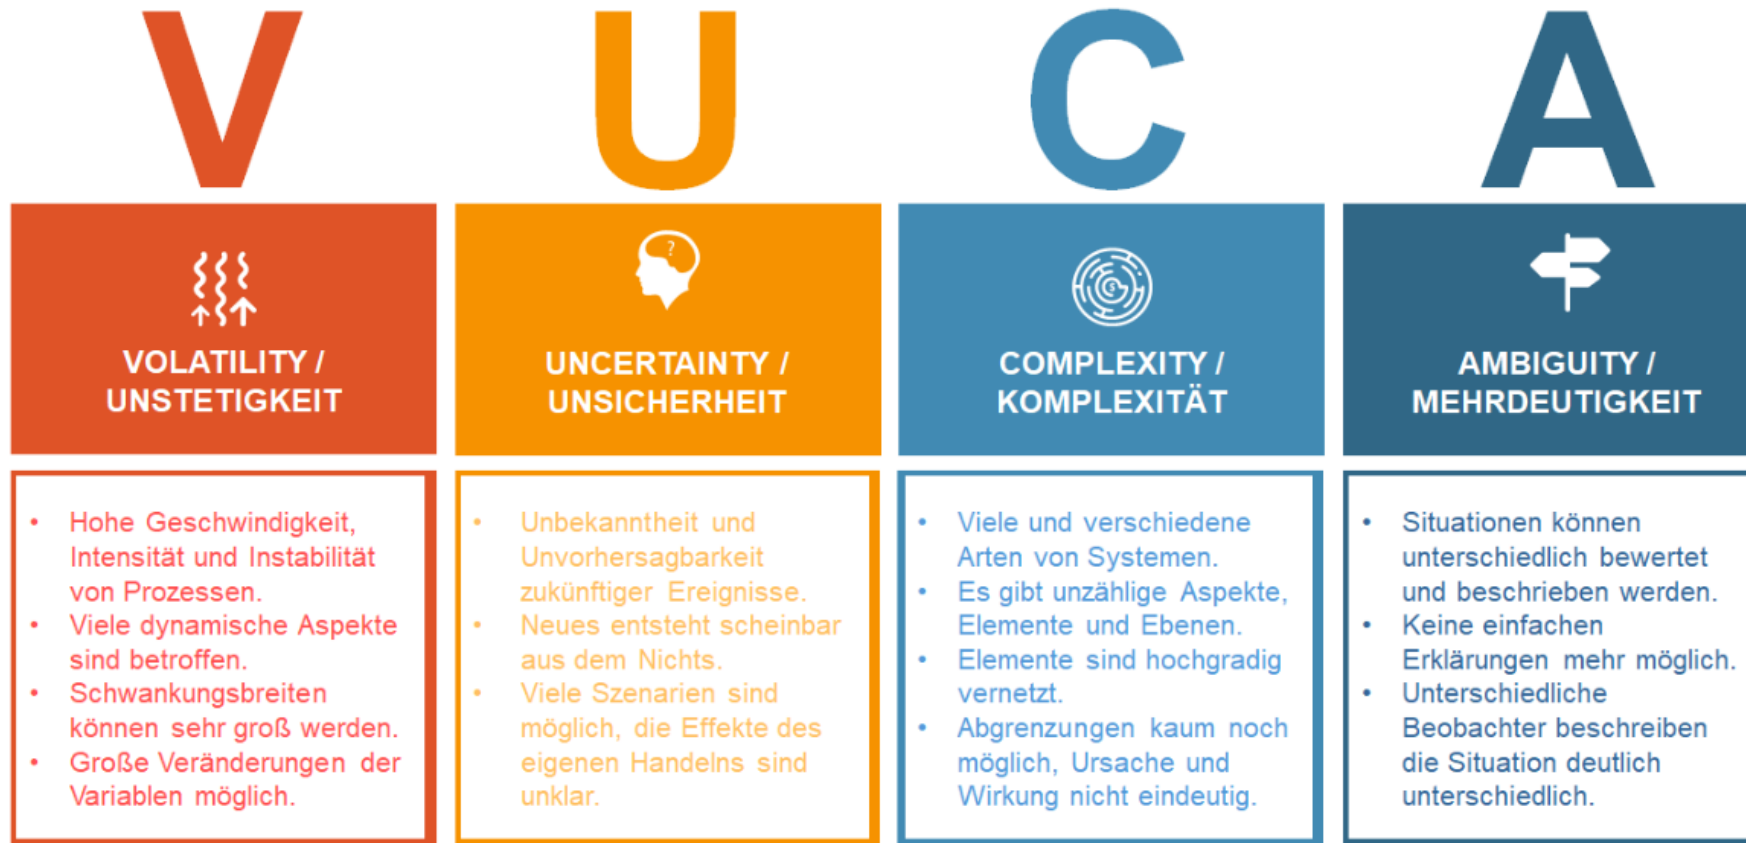 V
U
C
A
VOLATILITY /
UNSTETIGKEIT
• Hohe Geschwindigkeit,
Intensität und Instabilität
von Prozessen.
• Viele dynamische Aspekte
sind betroffen.
• Schwankungsbreiten
können sehr groß werden.
• Große Veränderungen der
Variablen möglich.
?
UNCERTAINTY /
UNSICHERHEIT
• Unbekanntheit und
Unvorhersagbarkeit
zukünftiger Ereignisse.
• Neues entsteht scheinbar
aus dem Nichts.
• Viele Szenarien sind
möglich, die Effekte des
eigenen Handelns sind
unklar.
COMPLEXITY /
KOMPLEXITÄT
• Viele und verschiedene
Arten von Systemen.
• Es gibt unzählige Aspekte,
Elemente und Ebenen.
• Elemente sind hochgradig
vernetzt.
• Abgrenzungen kaum noch
möglich, Ursache und
Wirkung nicht eindeutig.
AMBIGUITY /
MEHRDEUTIGKEIT
• Situationen können
unterschiedlich bewertet
und beschrieben werden.
• Keine einfachen
Erklärungen mehr möglich.
• Unterschiedliche
Beobachter beschreiben
die Situation deutlich
unterschiedlich.